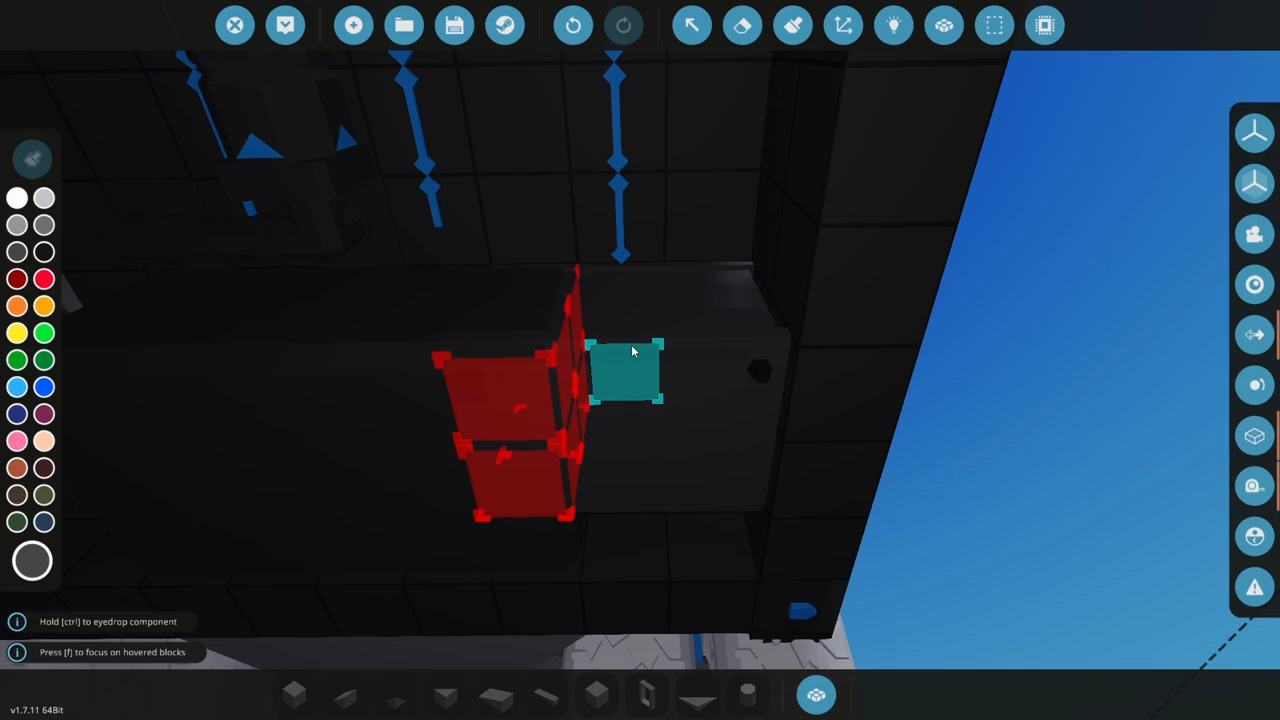 Hold [ctrl] to eyedrop component
Press [f] to focus on hovered blocks
v1.7.11 64Bit